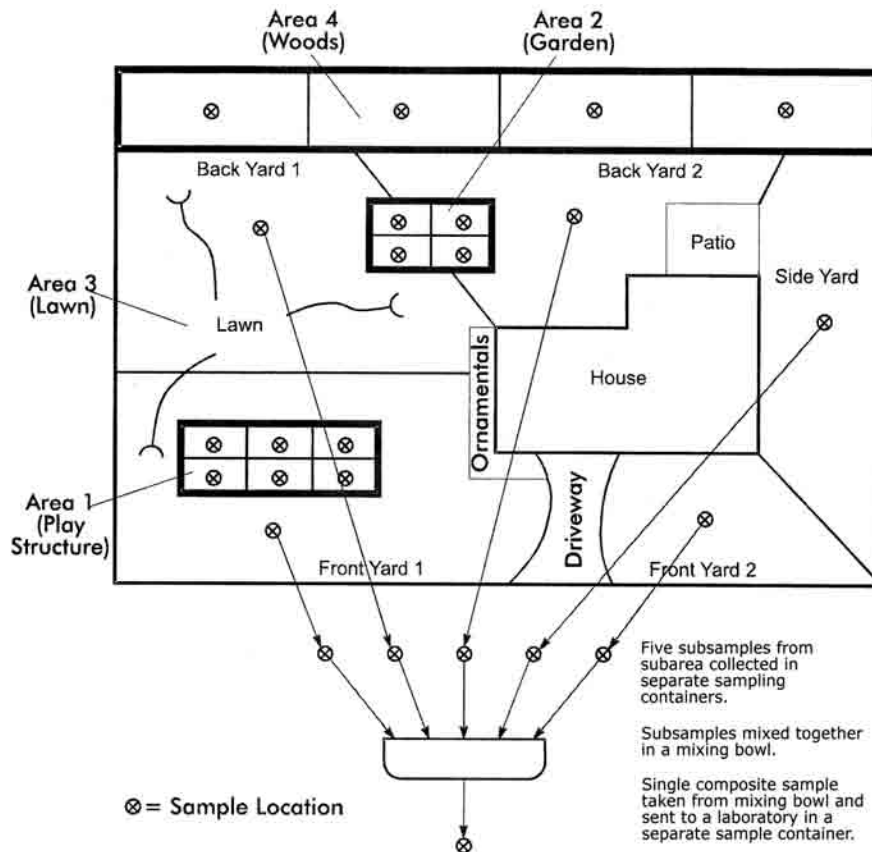 Area 4
(Woods)
Area 2
(Garden)
Back Yard 1
Back Yard 2
Patio
Side Yard
Area 3
(Lawn)
Lawn
House
Ornamentals
Area 1
(Play
Structure)
Driveway
Front Yard 1
Front Yard 2
Five subsamples from
subarea collected in
separate sampling
containers.
Subsamples mixed together
in a mixing bowl.
Single composite sample
taken from mixing bowl and
sent to a laboratory in a
separate sample container.
⊗ = Sample Location